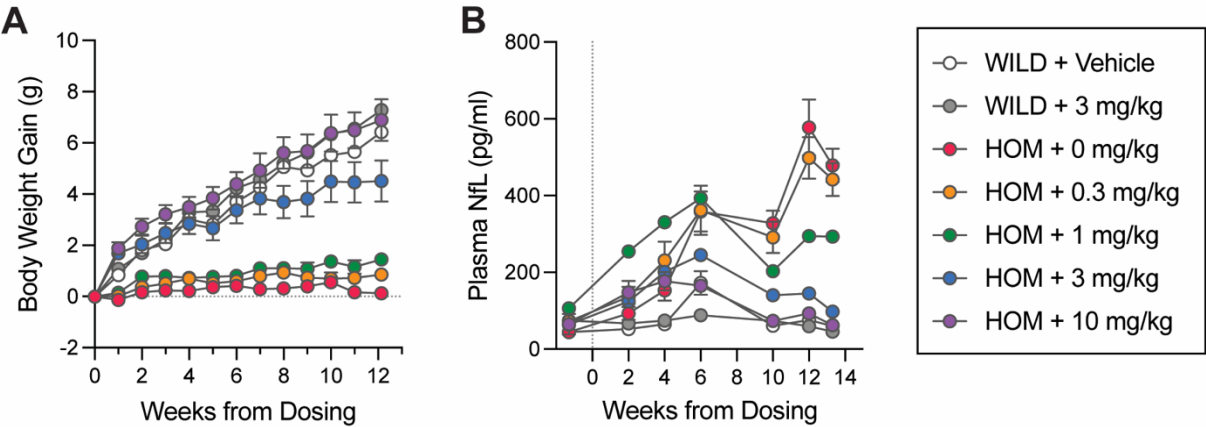 A
Body Weight Gain (g)
10
8
6
4
2
0
-2
0 2 4 6 8 10 12
Weeks from Dosing
B
Plasma NfL (pg/ml)
800
600
400
200
0
0 2 4 6 8 10 12 14
Weeks from Dosing
WILD + Vehicle
WILD + 3 mg/kg
HOM + 0 mg/kg
HOM + 0.3 mg/kg
HOM + 1 mg/kg
HOM + 3 mg/kg
HOM + 10 mg/kg